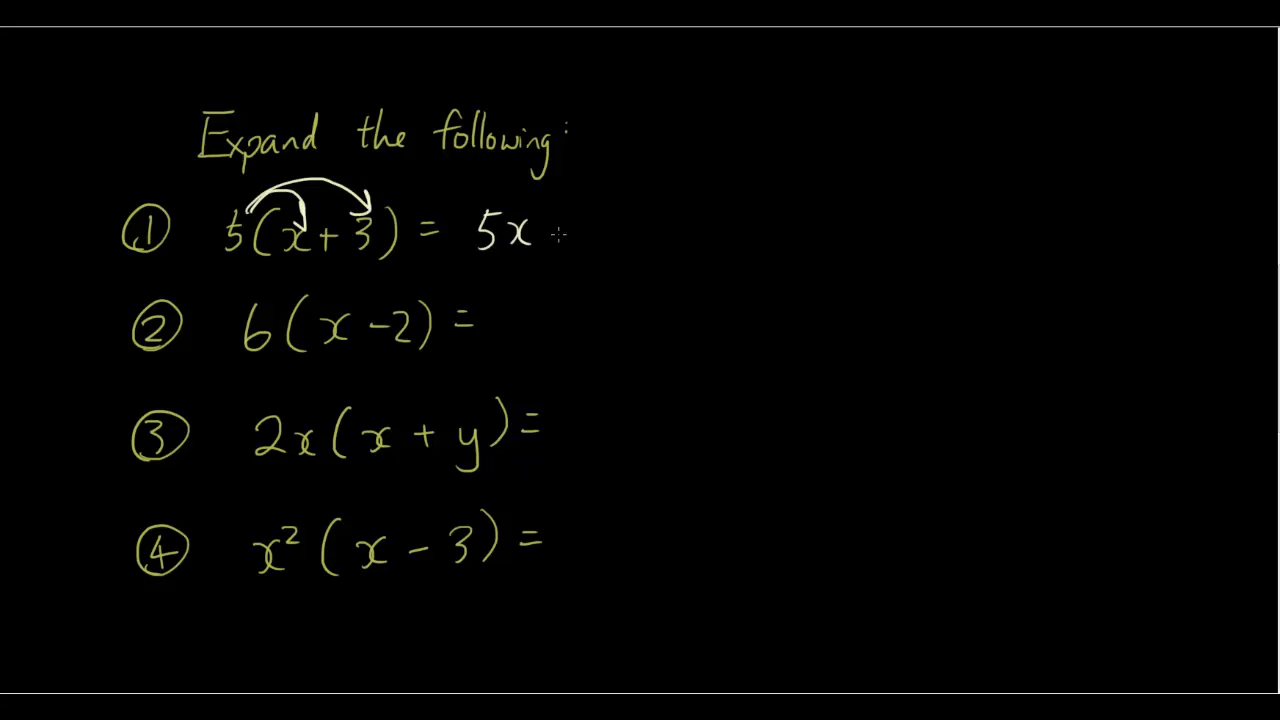 Expand the following:
① 5(x+3) = 5x
② 6(x-2) =
③ 2x(x+y) =
④ x²(x-3) =